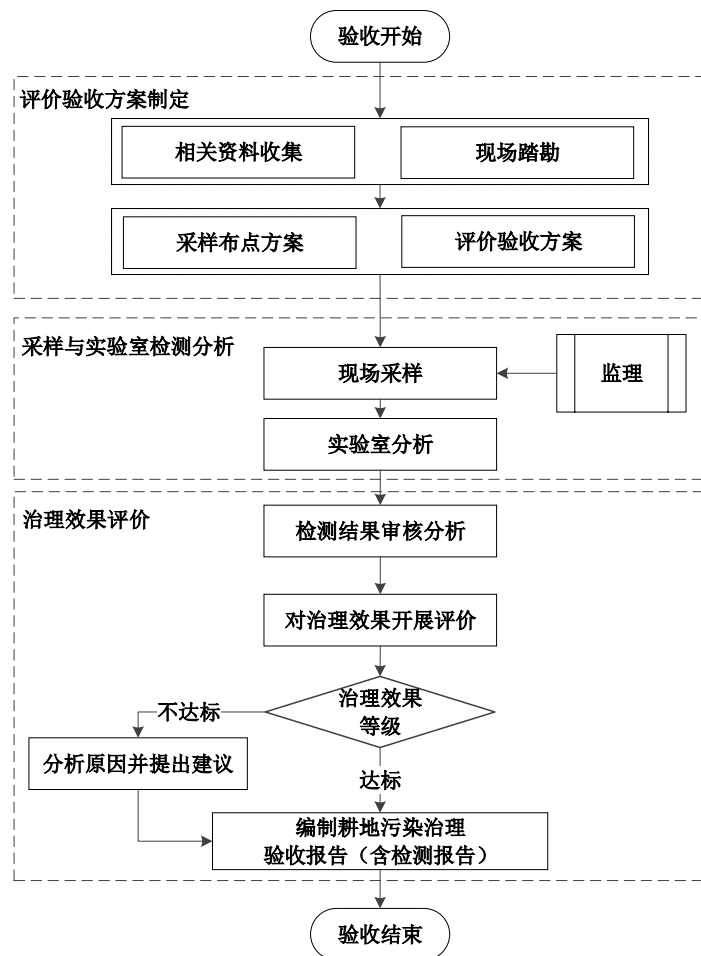 验收开始
评价验收方案制定
相关资料收集
现场踏勘
采样布点方案
评价验收方案
采样与实验室检测分析
现场采样
监理
实验室分析
治理效果评价
检测结果审核分析
对治理效果开展评价
治理效果
等级
不达标
分析原因并提出建议
达标
编制耕地污染治理
验收报告（含检测报告）
验收结束